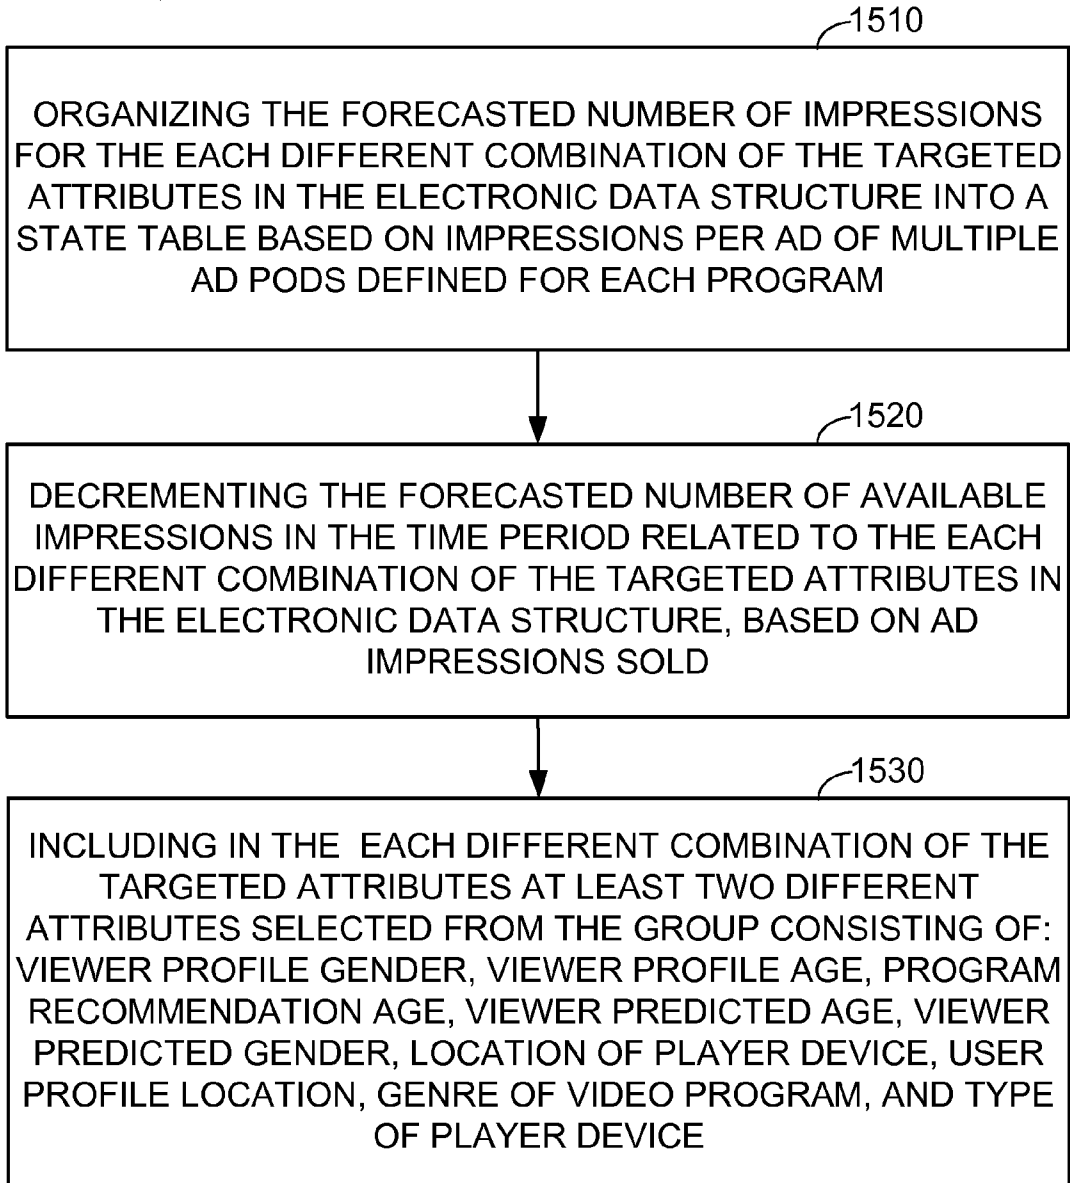 1510
ORGANIZING THE FORECASTED NUMBER OF IMPRESSIONS
FOR THE EACH DIFFERENT COMBINATION OF THE TARGETED
ATTRIBUTES IN THE ELECTRONIC DATA STRUCTURE INTO A
STATE TABLE BASED ON IMPRESSIONS PER AD OF MULTIPLE
AD PODS DEFINED FOR EACH PROGRAM
1520
DECREMENTING THE FORECASTED NUMBER OF AVAILABLE
IMPRESSIONS IN THE TIME PERIOD RELATED TO THE EACH
DIFFERENT COMBINATION OF THE TARGETED ATTRIBUTES IN
THE ELECTRONIC DATA STRUCTURE, BASED ON AD
IMPRESSIONS SOLD
1530
INCLUDING IN THE EACH DIFFERENT COMBINATION OF THE
TARGETED ATTRIBUTES AT LEAST TWO DIFFERENT
ATTRIBUTES SELECTED FROM THE GROUP CONSISTING OF:
VIEWER PROFILE GENDER, VIEWER PROFILE AGE, PROGRAM
RECOMMENDATION AGE, VIEWER PREDICTED AGE, VIEWER
PREDICTED GENDER, LOCATION OF PLAYER DEVICE, USER
PROFILE LOCATION, GENRE OF VIDEO PROGRAM, AND TYPE
OF PLAYER DEVICE